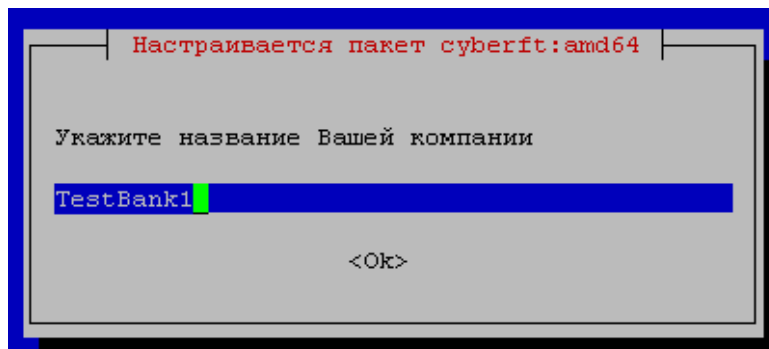 Настраивается пакет cyberft:amd64
Укажите название Вашей компании
TestBank1
<Ok>